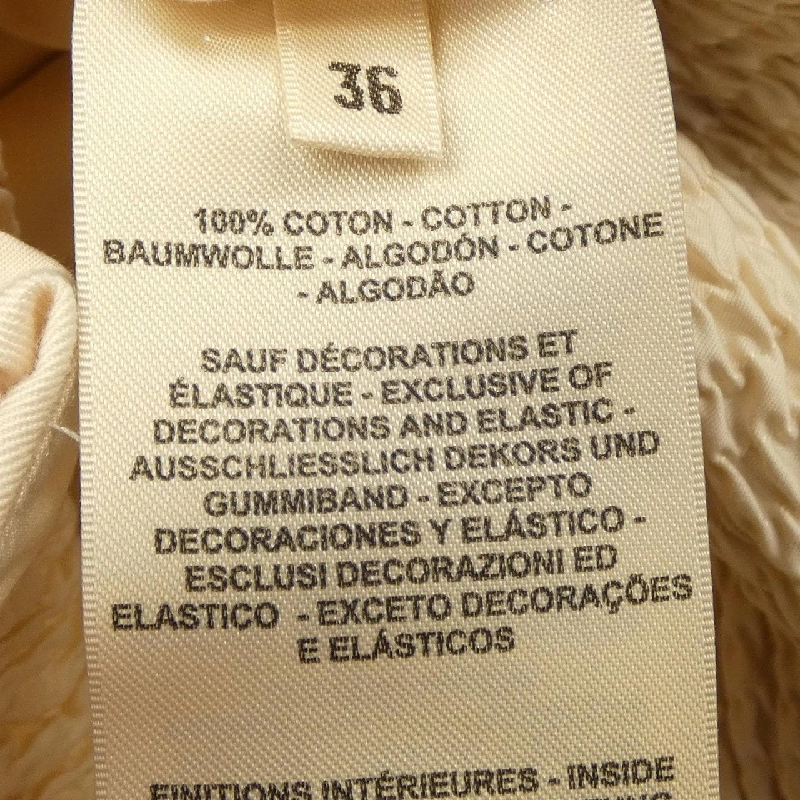 36
100% COTON - COTTON -
BAUMWOLLE - ALGODÓN - COTONE
- ALGODÃO
SAUF DÉCORATIONS ET
ÉLASTIQUE - EXCLUSIVE OF
DECORATIONS AND ELASTIC -
AUSSCHLIESSLICH DEKORS UND
GUMMIBAND - EXCEPTO
DECORACIONES Y ELÁSTICO -
ESCLUSI DECORAZIONI ED
ELASTICO - EXCETO DECORAÇÕES
E ELÁSTICOS
FINITIONS INTÉRIEURES - INSIDE